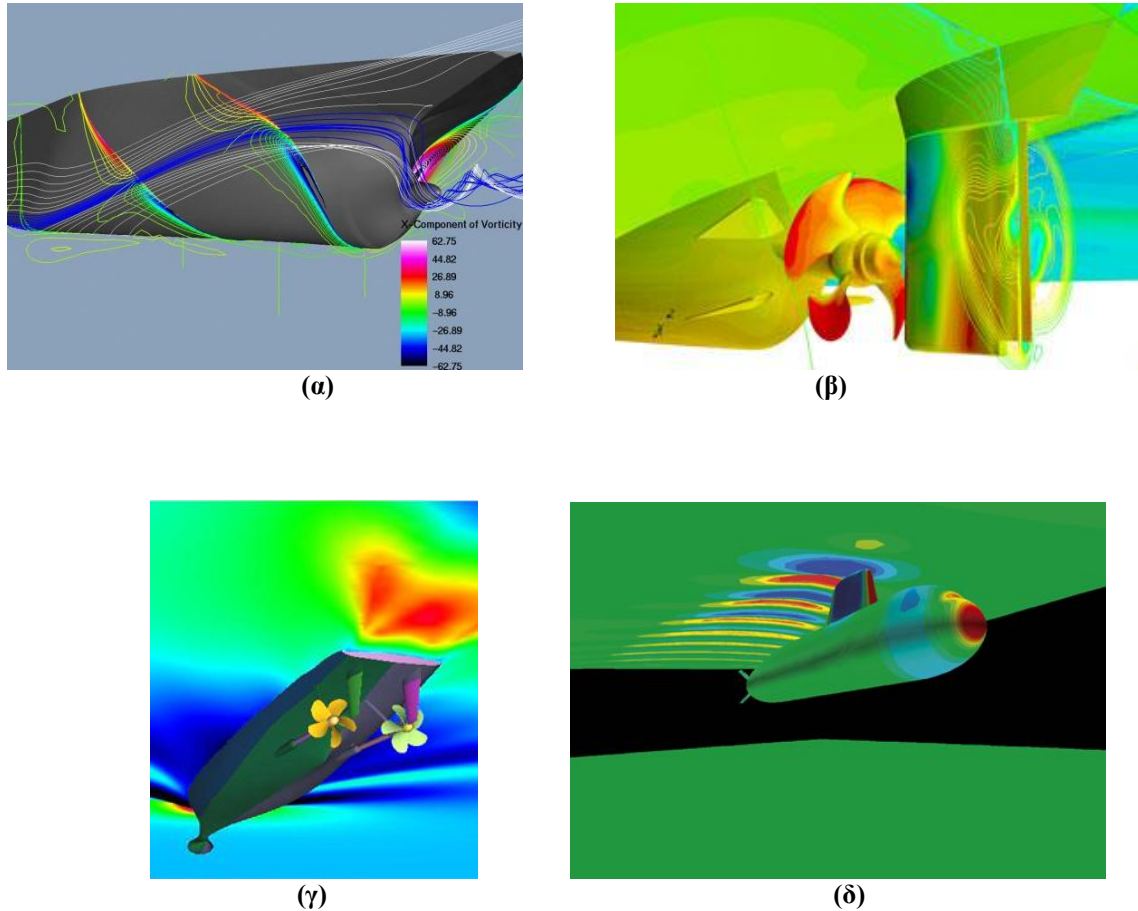 X-Component of Vorticity
62.75
44.82
26.89
8.96
-8.96
-26.89
-44.82
-62.75
(α)
(β)
(γ)
(δ)